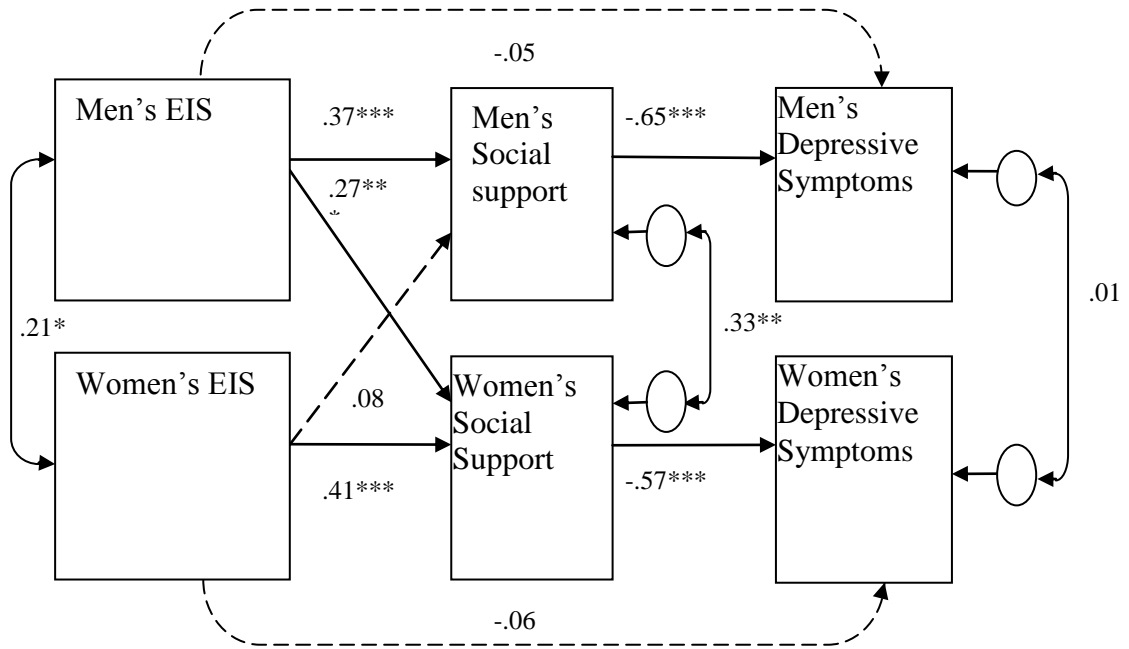 -.05
Men’s EIS
.37***
Men’s
Social
support
-.65***
Men’s
Depressive
Symptoms
.27**
*
.21*
.33**
.01
Women’s EIS
.08
.41***
Women’s
Social
Support
-.57***
Women’s
Depressive
Symptoms
-.06